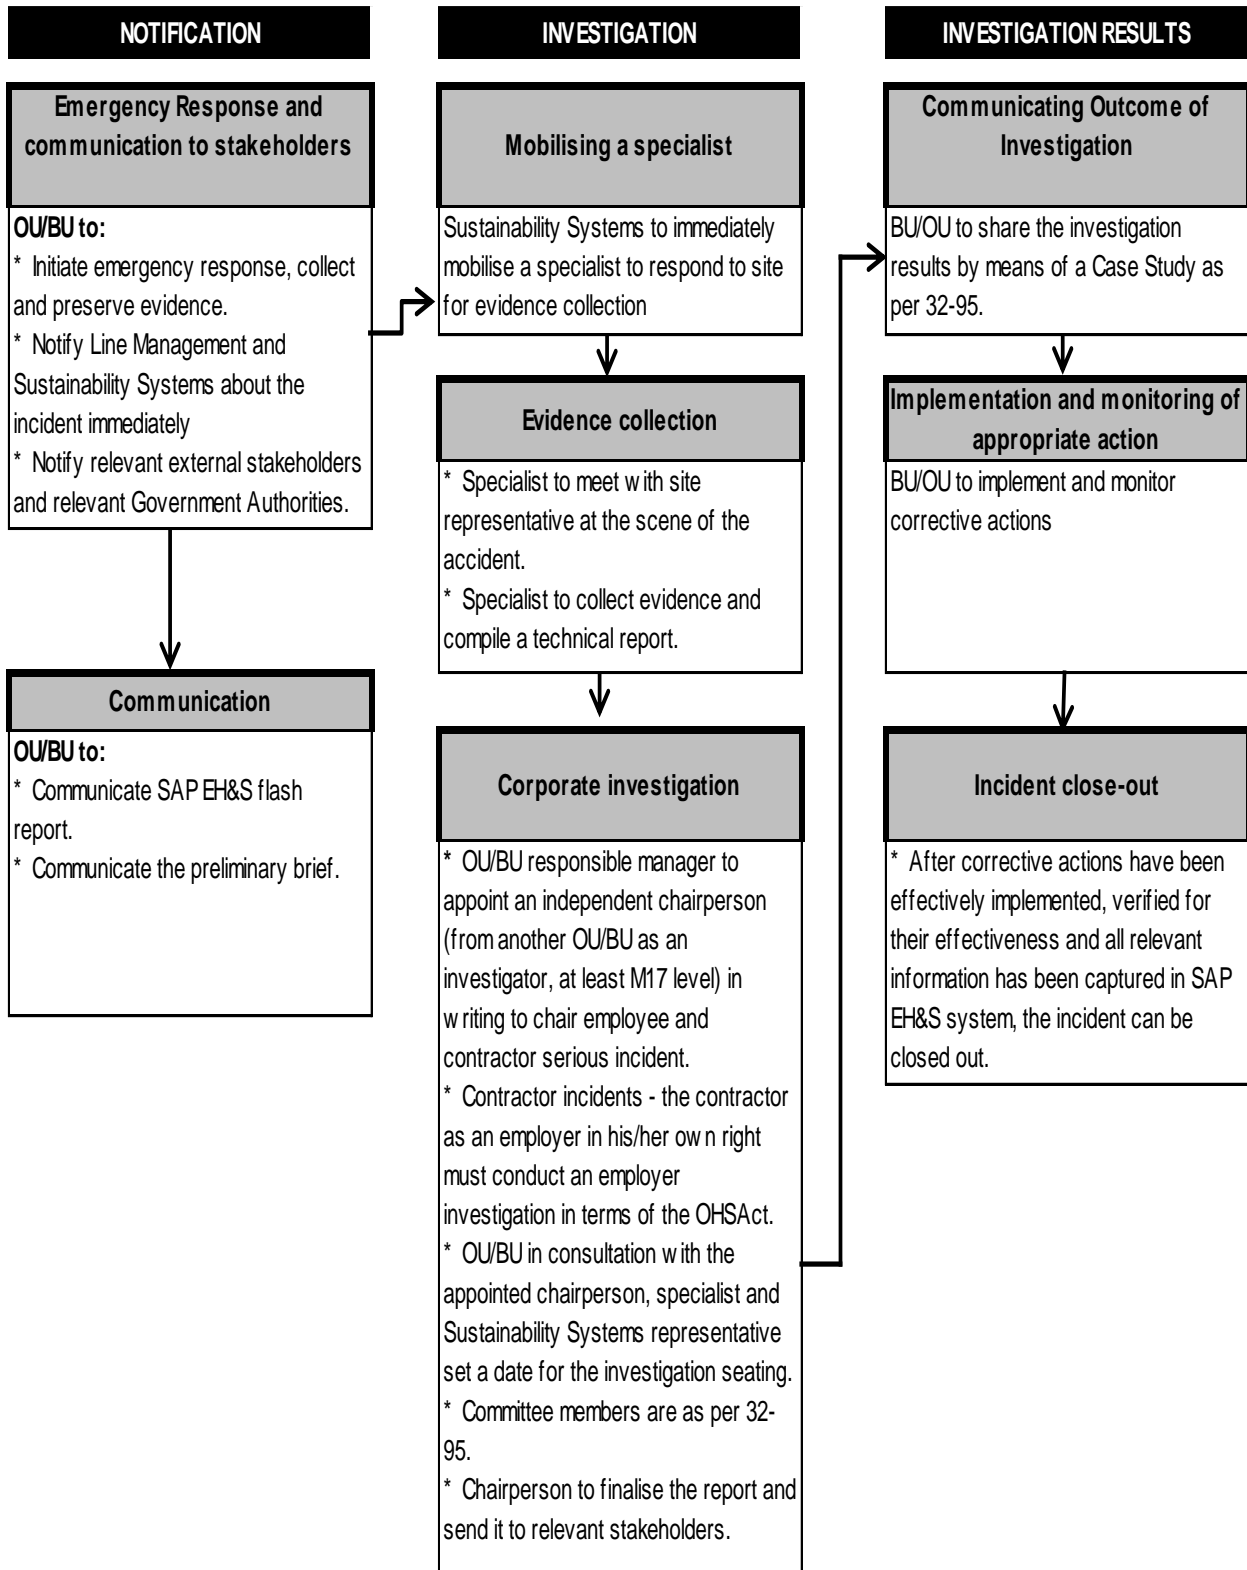 NOTIFICATION
Emergency Response and
communication to stakeholders
OU/BU to:
* Initiate emergency response, collect
and preserve evidence.
* Notify Line Management and
Sustainability Systems about the
incident immediately
* Notify relevant external stakeholders
and relevant Government Authorities.
Communication
OU/BU to:
* Communicate SAP EH&S flash
report.
* Communicate the preliminary brief.
INVESTIGATION
Mobilising a specialist
Sustainability Systems to immediately
mobilise a specialist to respond to site
for evidence collection
Evidence collection
* Specialist to meet with site
representative at the scene of the
accident.
* Specialist to collect evidence and
compile a technical report.
Corporate investigation
* OU/BU responsible manager to
appoint an independent chairperson
(from another OU/BU as an
investigator, at least M17 level) in
writing to chair employee and
contractor serious incident.
* Contractor incidents - the contractor
as an employer in his/her own right
must conduct an employer
investigation in terms of the OHSAct.
* OU/BU in consultation with the
appointed chairperson, specialist and
Sustainability Systems representative
set a date for the investigation seating.
* Committee members are as per 32-
95.
* Chairperson to finalise the report and
send it to relevant stakeholders.
INVESTIGATION RESULTS
Communicating Outcome of
Investigation
BU/OU to share the investigation
results by means of a Case Study as
per 32-95.
Implementation and monitoring of
appropriate action
BU/OU to implement and monitor
corrective actions
Incident close-out
* After corrective actions have been
effectively implemented, verified for
their effectiveness and all relevant
information has been captured in SAP
EH&S system, the incident can be
closed out.